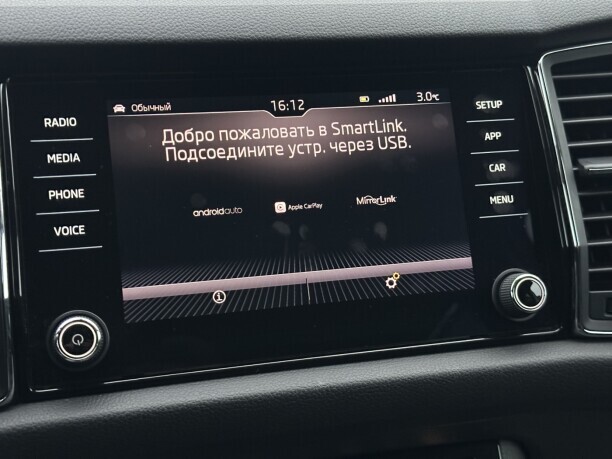 RADIO
MEDIA
PHONE
VOICE
Обычный
16:12
3.0°C
Добро пожаловать в SmartLink.
Подсоедините устр. через USB.
androidauto
Apple CarPlay
MirrorLink
SETUP
APP
CAR
MENU